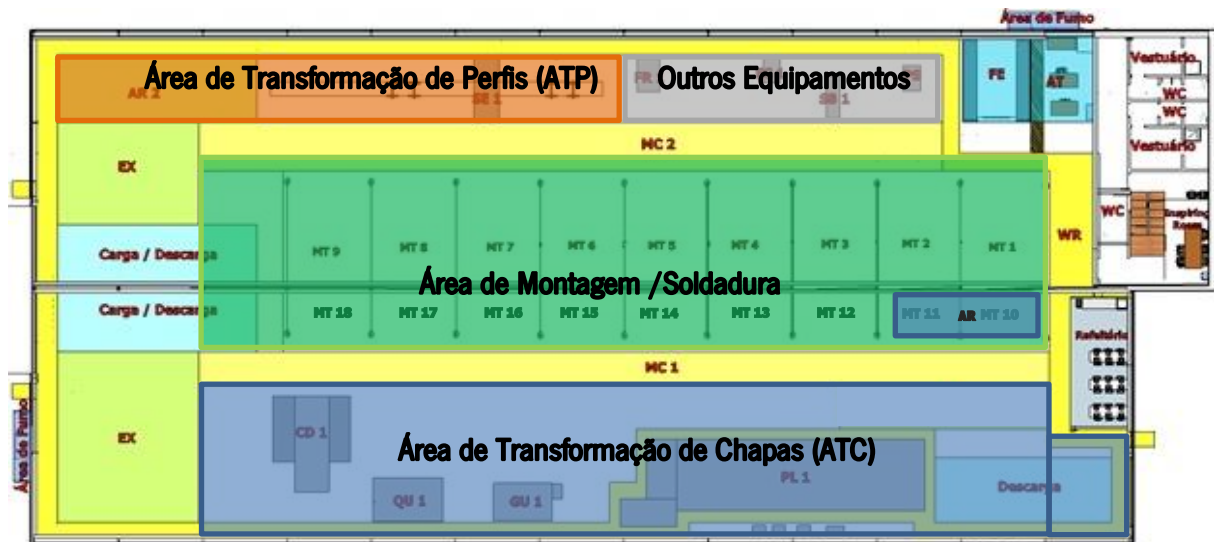 Área de Fumo
Área de Transformação de Perfis (ATP)
Outros Equipamentos
AR 2
SE 1
FR
SB 1
FE
AT
Vestuário
WC
WC
Vestuário
MC 2
EX
MT 9
MT 8
MT 7
MT 6
MT 5
MT 4
MT 3
MT 2
MT 1
WR
WC
Inspiring
Room
Carga / Descarga
Área de Montagem /Soldadura
Carga / Descarga
MT 18
MT 17
MT 16
MT 15
MT 14
MT 13
MT 12
MT 11
AR
MT 10
Refeitório
MC 1
Área de Fumo
EX
CD 1
Área de Transformação de Chapas (ATC)
PL 1
QU 1
GU 1
Descarga